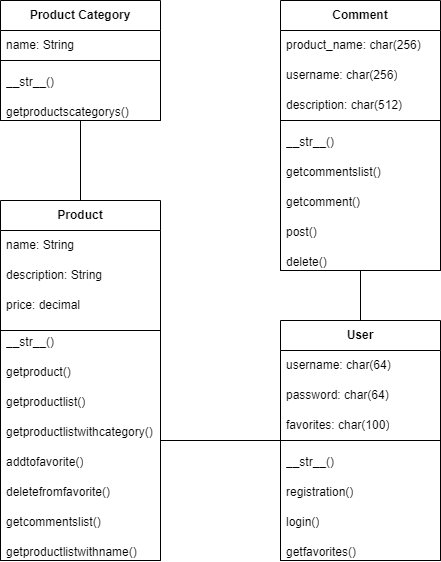 Product Category
name: String
__str__()
getproductscategorys()
Comment
product_name: char(256)
username: char(256)
description: char(512)
__str__()
getcommentslist()
getcomment()
post()
delete()
Product
name: String
description: String
price: decimal
__str__()
getproduct()
getproductlist()
getproductlistwithcategory()
addtofavorite()
deletefromfavorite()
getcommentslist()
getproductlistwithname()
User
username: char(64)
password: char(64)
favorites: char(100)
__str__()
registration()
login()
getfavorites()